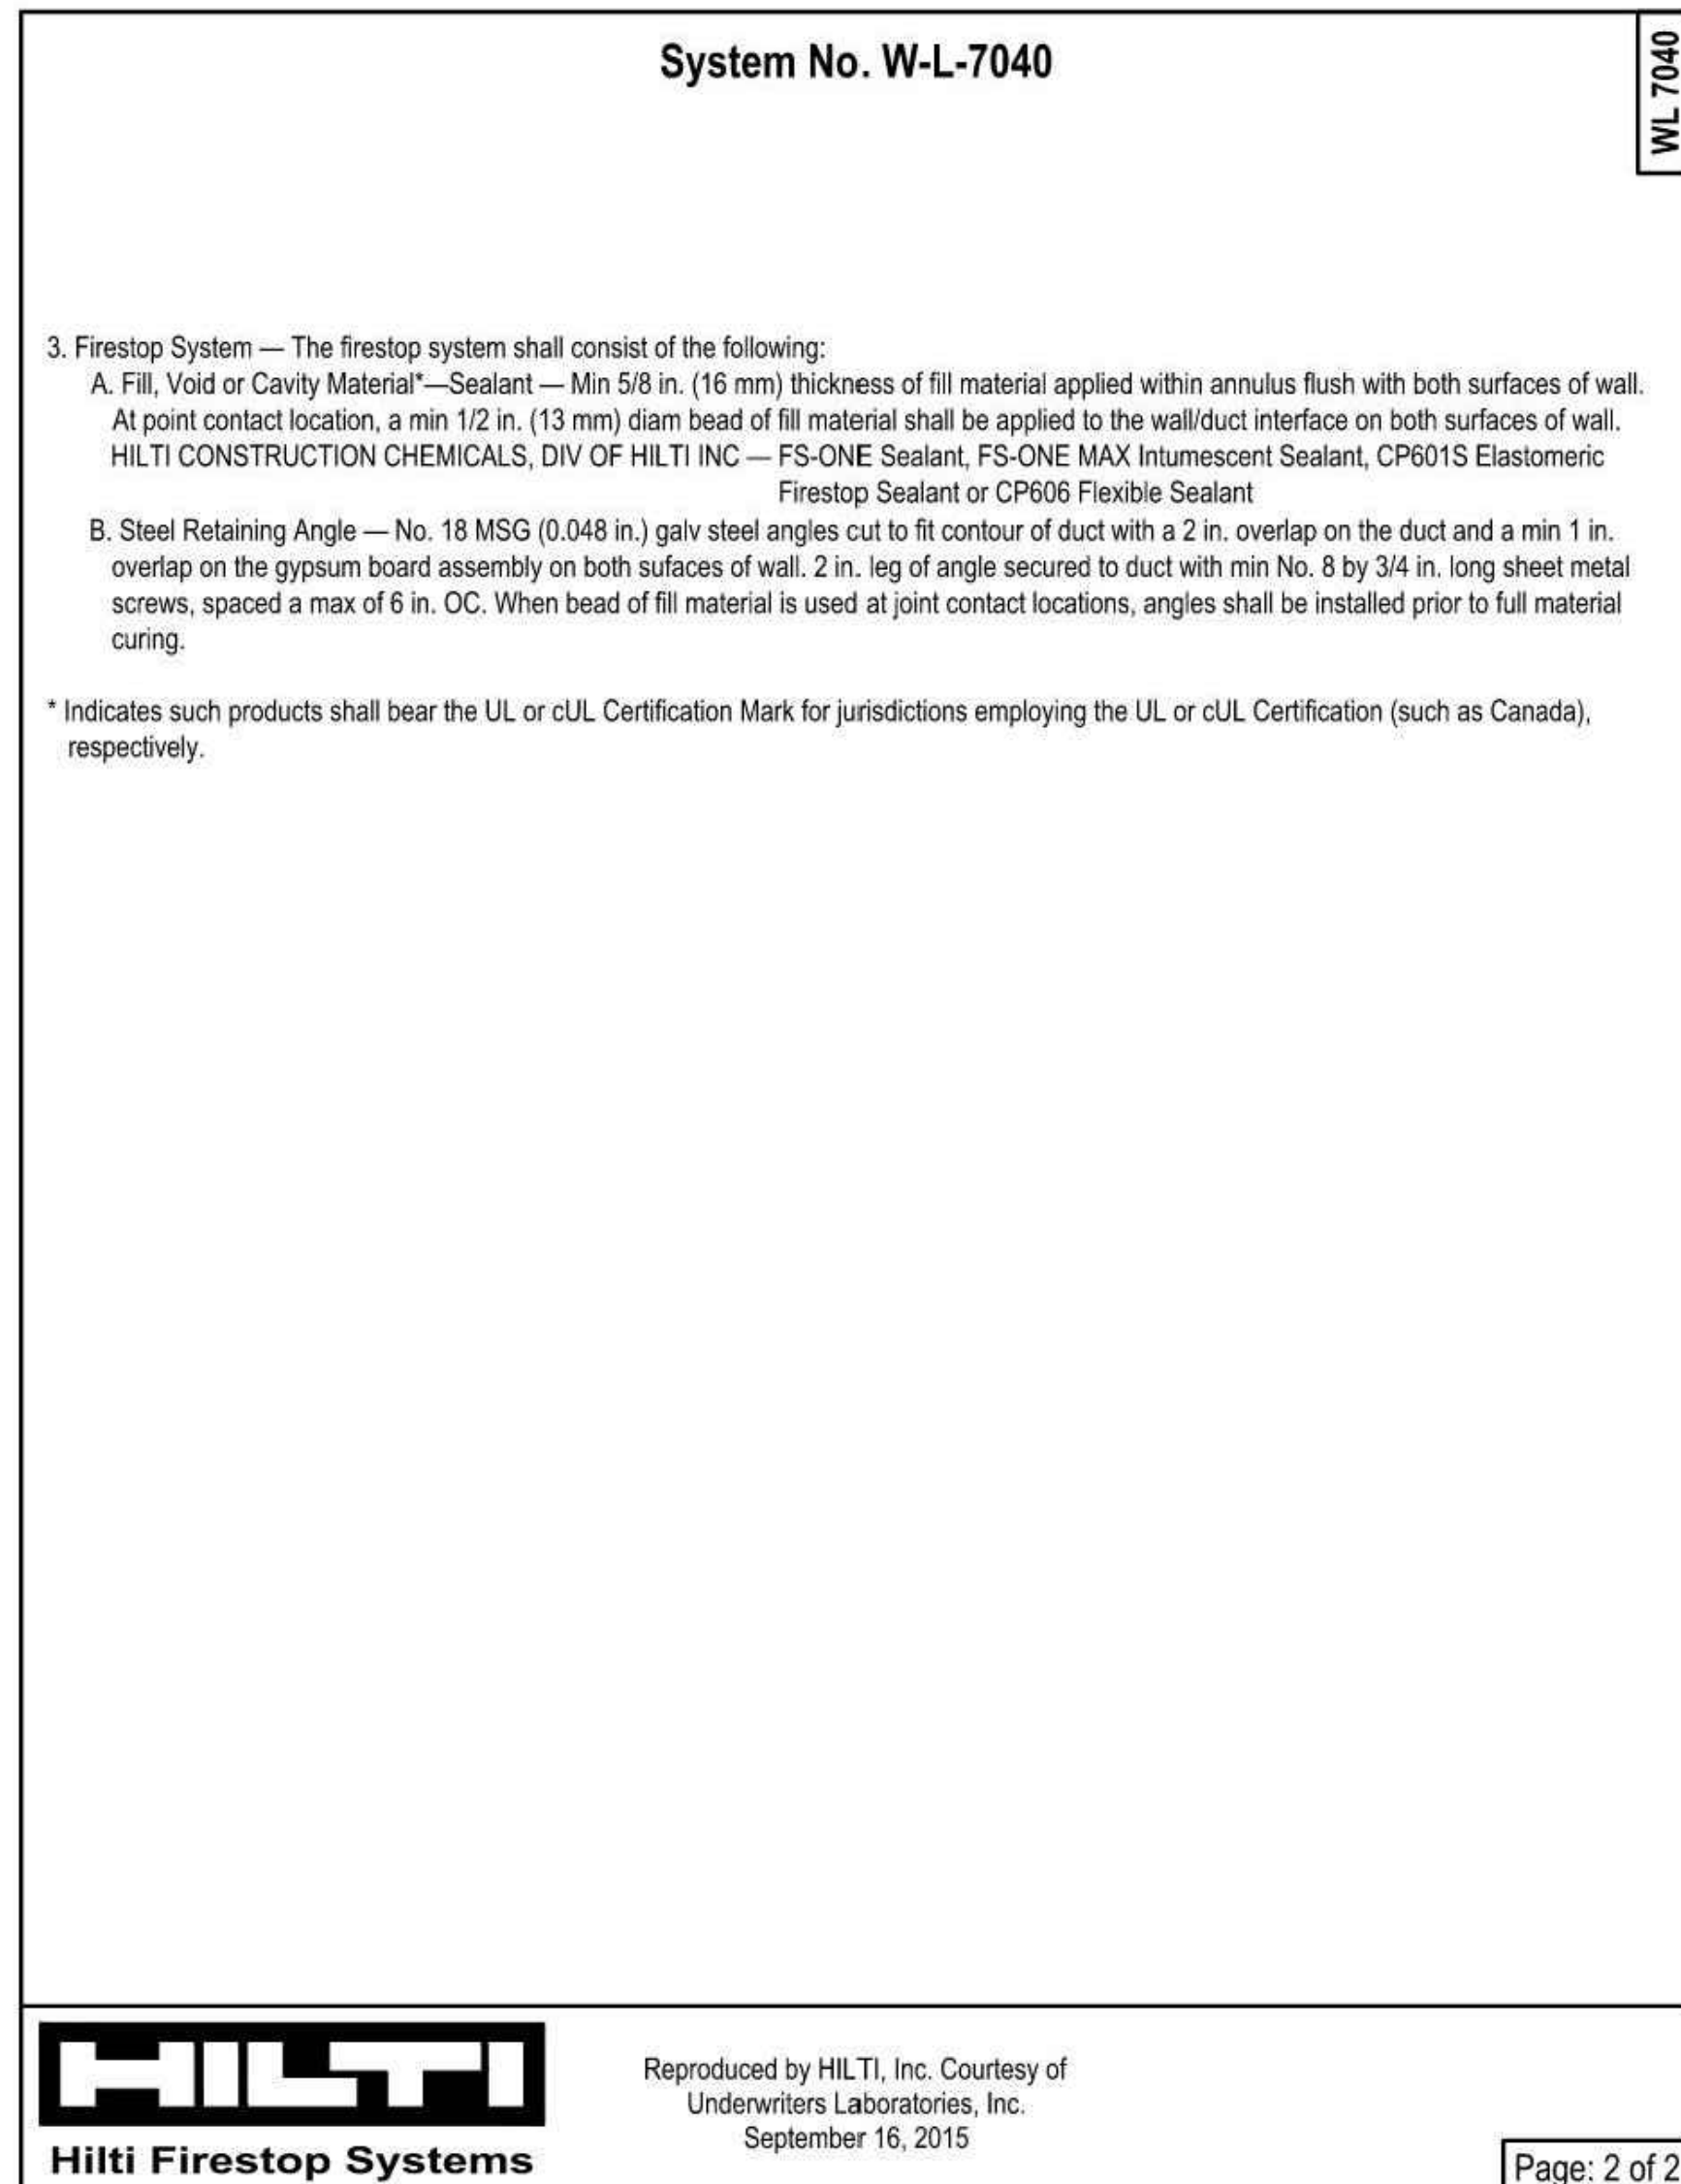 System No. W-L-7040
WL 7040
3. Firestop System — The firestop system shall consist of the following:
A. Fill, Void or Cavity Material*—Sealant — Min 5/8 in. (16 mm) thickness of fill material applied within annulus flush with both surfaces of wall.
At point contact location, a min 1/2 in. (13 mm) diam bead of fill material shall be applied to the wall/duct interface on both surfaces of wall.
HILTI CONSTRUCTION CHEMICALS, DIV OF HILTI INC — FS-ONE Sealant, FS-ONE MAX Intumescent Sealant, CP601S Elastomeric
Firestop Sealant or CP606 Flexible Sealant
B. Steel Retaining Angle — No. 18 MSG (0.048 in.) galv steel angles cut to fit contour of duct with a 2 in. overlap on the duct and a min 1 in.
overlap on the gypsum board assembly on both sufaces of wall. 2 in. leg of angle secured to duct with min No. 8 by 3/4 in. long sheet metal
screws, spaced a max of 6 in. OC. When bead of fill material is used at joint contact locations, angles shall be installed prior to full material
curing.
* Indicates such products shall bear the UL or cUL Certification Mark for jurisdictions employing the UL or cUL Certification (such as Canada),
respectively.
HILTI
Hilti Firestop Systems
Reproduced by HILTI, Inc. Courtesy of
Underwriters Laboratories, Inc.
September 16, 2015
Page: 2 of 2